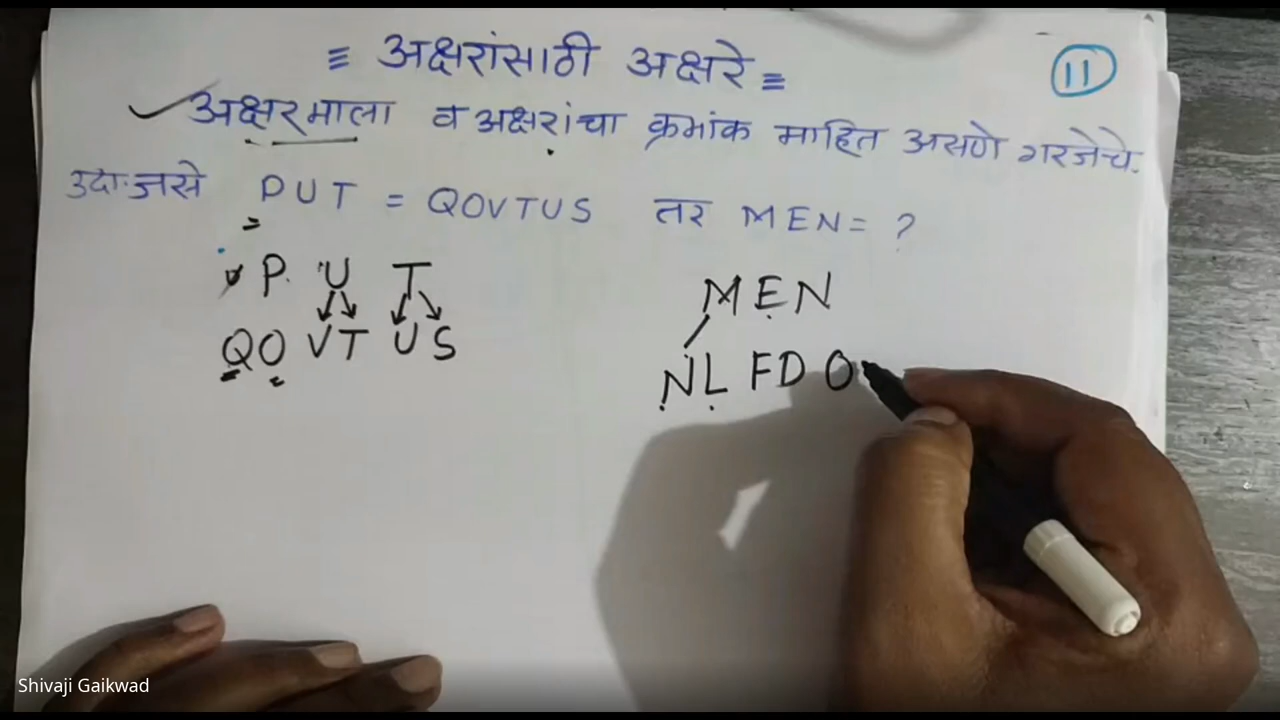 ≡ अक्षरांसाठी अक्षरे ≡
11
अक्षरमाला व अक्षरांचा क्रमांक माहित असणे गरजेचे.
उदा:जसे PUT = QOVTUS तर MEN = ?
P. U T
QO VT US
MEN
NL FD O
Shivaji Gaikwad